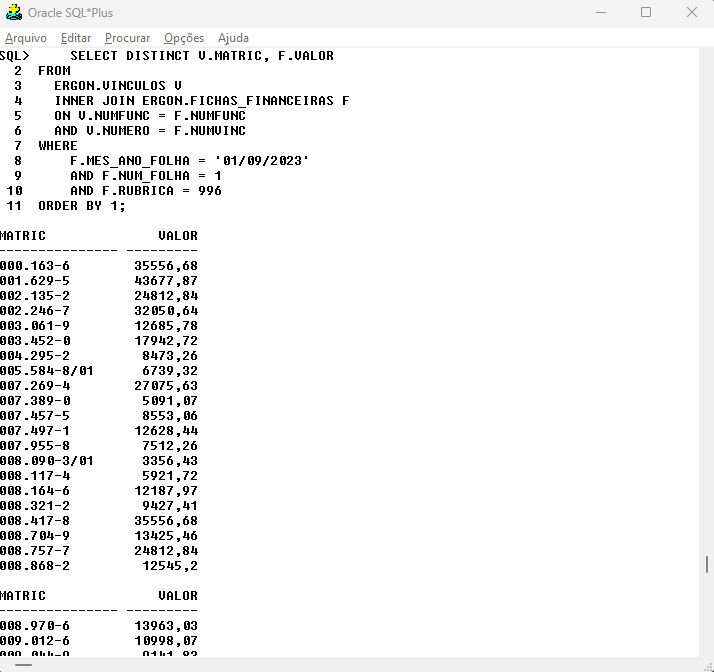 Oracle SQL*Plus
Arquivo Editar Procurar Opções Ajuda
SQL>     SELECT DISTINCT V.MATRIC, F.VALOR
  2  FROM
  3    ERGON.VINCULOS V
  4    INNER JOIN ERGON.FICHAS_FINANCEIRAS F
  5    ON V.NUMFUNC = F.NUMFUNC
  6    AND V.NUMERO = F.NUMVINC
  7  WHERE
  8      F.MES_ANO_FOLHA = '01/09/2023'
  9      AND F.NUM_FOLHA = 1
 10      AND F.RUBRICA = 996
 11  ORDER BY 1;
MATRIC              VALOR
--------------- ---------
000.163-6        35556,68
001.629-5        43677,87
002.135-2        24812,84
002.246-7        32050,64
003.061-9        12685,78
003.452-0        17942,72
004.295-2         8473,26
005.584-8/01      6739,32
007.269-4        27075,63
007.389-0         5091,07
007.457-5         8553,06
007.497-1        12628,44
007.955-8         7512,26
008.090-3/01      3356,43
008.117-4         5921,72
008.164-6        12187,97
008.321-2         9427,41
008.417-8        35556,68
008.704-9        13425,46
008.757-7        24812,84
008.868-2         12545,2
MATRIC              VALOR
--------------- ---------
008.970-6        13963,03
009.012-6        10998,07